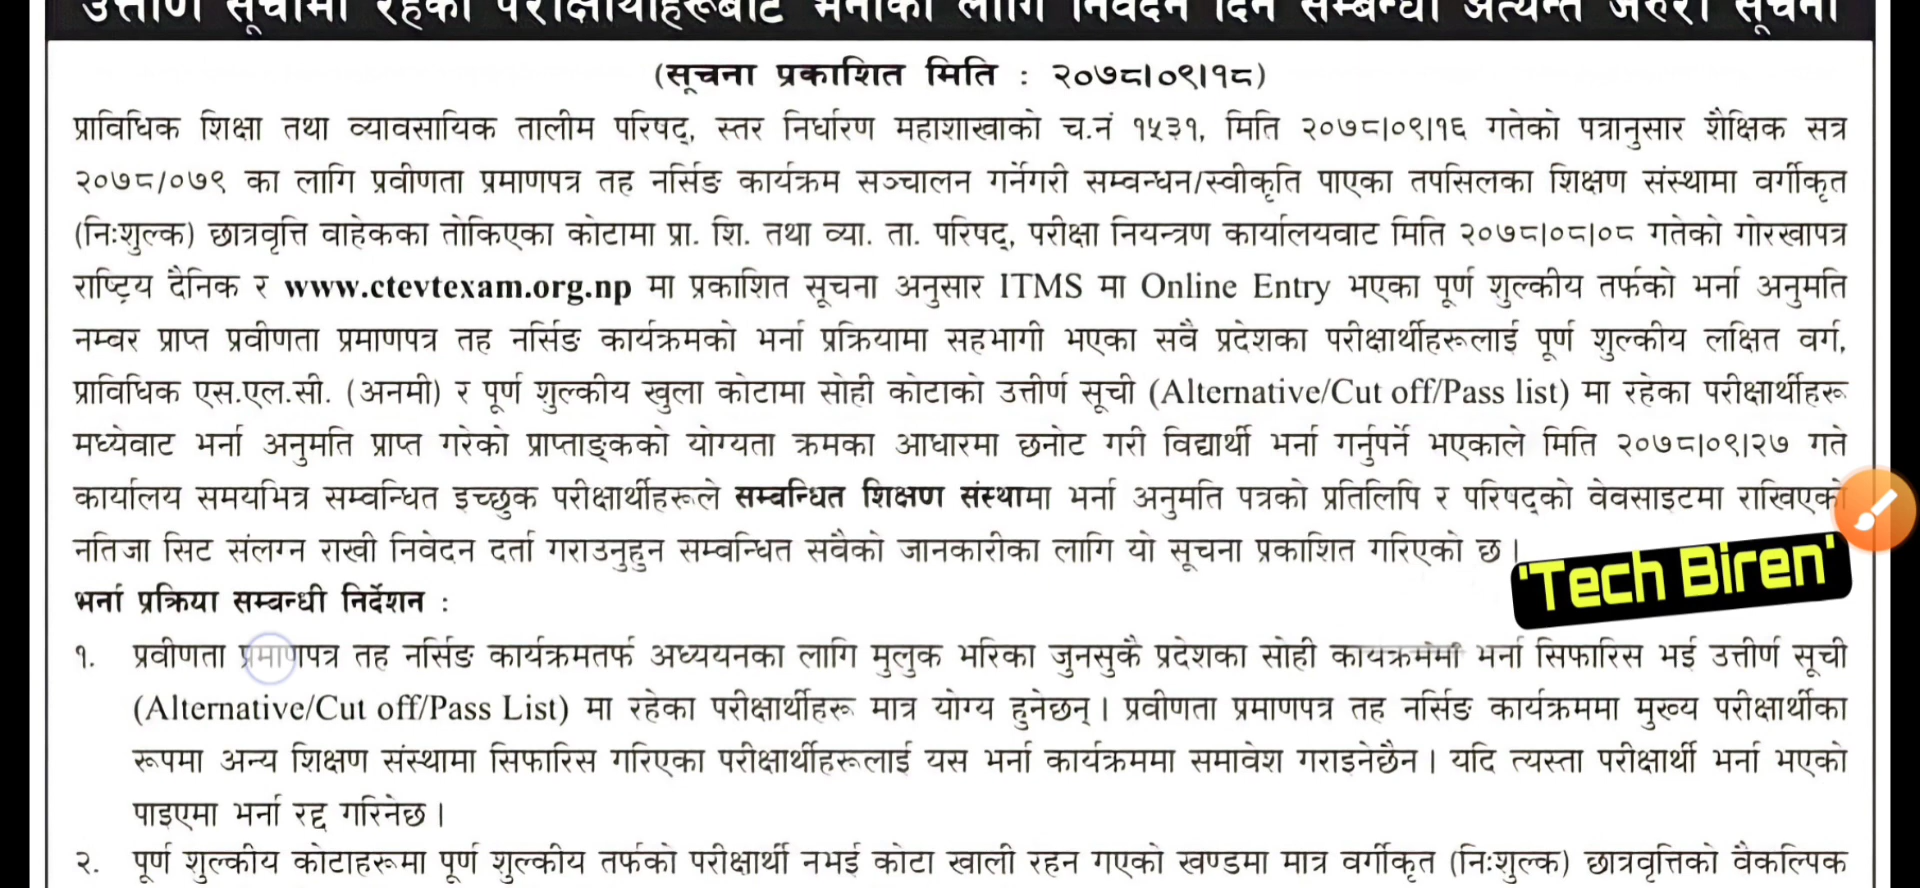 उत्तीर्ण सूचीमा रहेका परीक्षार्थीहरूबाट भर्नाको लागि निवेदन दिने सम्बन्धी अत्यन्त जरुरी सूचना
(सूचना प्रकाशित मिति : २०७८।०९।१८)
प्राविधिक शिक्षा तथा व्यावसायिक तालीम परिषद्, स्तर निर्धारण महाशाखाको च.नं १५३१, मिति २०७८।०९।१६ गतेको पत्रानुसार शैक्षिक सत्र
२०७८/०७९ का लागि प्रवीणता प्रमाणपत्र तह नर्सिङ कार्यक्रम सञ्चालन गर्नेगरी सम्वन्धन/स्वीकृति पाएका तपसिलका शिक्षण संस्थामा वर्गीकृत
(निःशुल्क) छात्रवृत्ति वाहेकका तोकिएका कोटामा प्रा. शि. तथा व्या. ता. परिषद्, परीक्षा नियन्त्रण कार्यालयवाट मिति २०७८।०८।०८ गतेको गोरखापत्र
राष्ट्रिय दैनिक र www.ctevtexam.org.np मा प्रकाशित सूचना अनुसार ITMS मा Online Entry भएका पूर्ण शुल्कीय तर्फको भर्ना अनुमति
नम्वर प्राप्त प्रवीणता प्रमाणपत्र तह नर्सिङ कार्यक्रमको भर्ना प्रक्रियामा सहभागी भएका सवै प्रदेशका परीक्षार्थीहरूलाई पूर्ण शुल्कीय लक्षित वर्ग,
प्राविधिक एस.एल.सी. (अनमी) र पूर्ण शुल्कीय खुला कोटामा सोही कोटाको उत्तीर्ण सूची (Alternative/Cut off/Pass list) मा रहेका परीक्षार्थीहरू
मध्येवाट भर्ना अनुमति प्राप्त गरेको प्राप्ताङ्कको योग्यता क्रमका आधारमा छनोट गरी विद्यार्थी भर्ना गर्नुपर्ने भएकाले मिति २०७८।०९।२७ गते
कार्यालय समयभित्र सम्वन्धित इच्छुक परीक्षार्थीहरूले सम्बन्धित शिक्षण संस्थामा भर्ना अनुमति पत्रको प्रतिलिपि र परिषद्को वेवसाइटमा राखिएको
नतिजा सिट संलग्न राखी निवेदन दर्ता गराउनुहुन सम्वन्धित सवैको जानकारीका लागि यो सूचना प्रकाशित गरिएको छ।
'Tech Biren'
भर्ना प्रक्रिया सम्बन्धी निर्देशन :
१. प्रवीणता प्रमाणपत्र तह नर्सिङ कार्यक्रमतर्फ अध्ययनका लागि मुलुक भरिका जुनसुकै प्रदेशका सोही भर्ना सिफारिस भई उत्तीर्ण सूची
(Alternative/Cut off/Pass List) मा रहेका परीक्षार्थीहरू मात्र योग्य हुनेछन्। प्रवीणता प्रमाणपत्र तह नर्सिङ कार्यक्रममा मुख्य परीक्षार्थीका
रूपमा अन्य शिक्षण संस्थामा सिफारिस गरिएका परीक्षार्थीहरूलाई यस भर्ना कार्यक्रममा समावेश गराइनेछैन। यदि त्यस्ता परीक्षार्थी भर्ना भएको
पाइएमा भर्ना रद्द गरिनेछ।
२. पूर्ण शुल्कीय कोटाहरूमा पूर्ण शुल्कीय तर्फको परीक्षार्थी नभई कोटा खाली रहन गएको खण्डमा मात्र वर्गीकृत (निःशुल्क) छात्रवृत्तिको वैकल्पिक